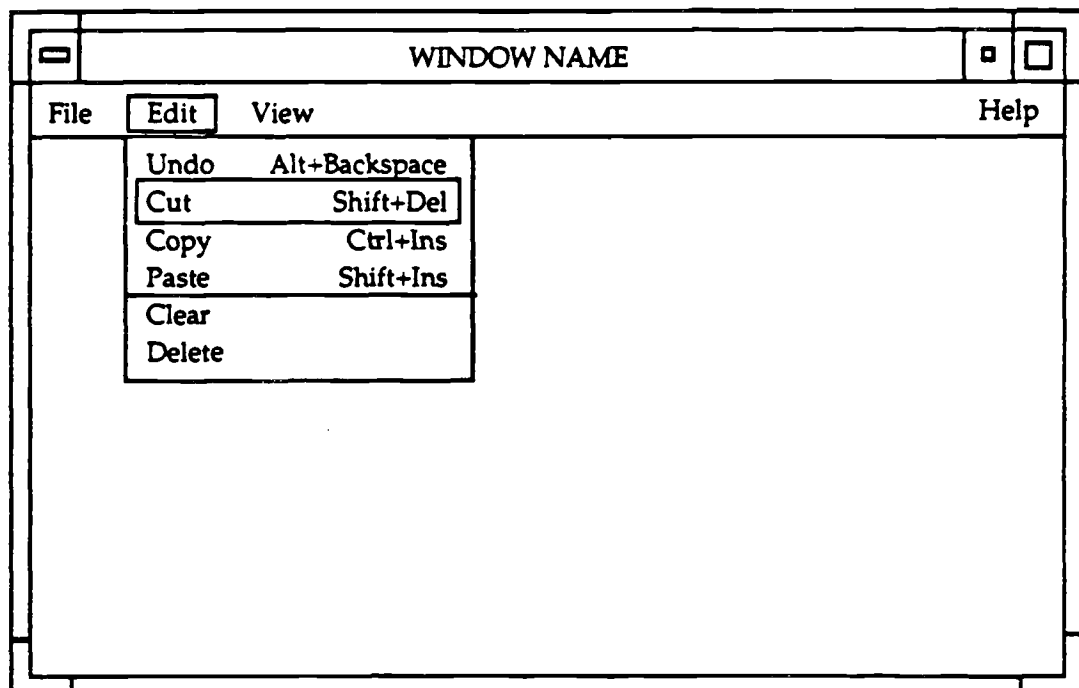 WINDOW NAME
File Edit View Help
Undo Alt+Backspace
Cut Shift+Del
Copy Ctrl+Ins
Paste Shift+Ins
Clear
Delete